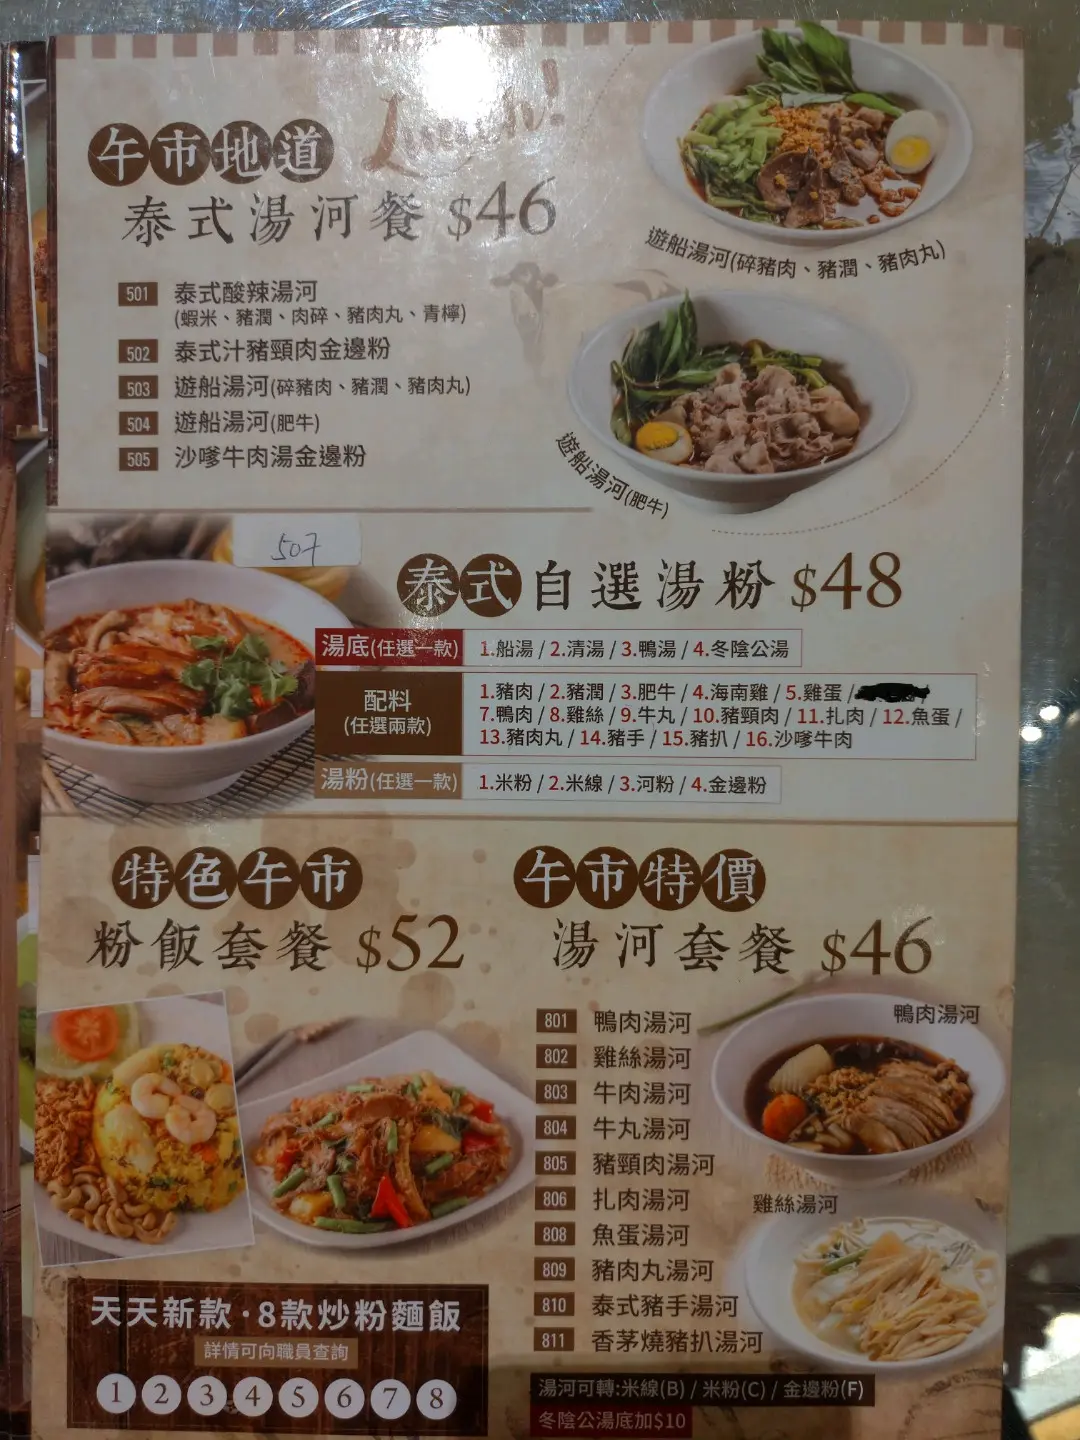 Lunch!
午市地道
泰式湯河餐 $46
501 泰式酸辣湯河
(蝦米、豬潤、肉碎、豬肉丸、青檸)
502 泰式汁豬頸肉金邊粉
503 遊船湯河(碎豬肉、豬潤、豬肉丸)
504 遊船湯河(肥牛)
505 沙嗲牛肉湯金邊粉
遊船湯河(碎豬肉、豬潤、豬肉丸)
遊船湯河(肥牛)
507
泰式自選湯粉 $48
湯底(任選一款) 1.船湯 / 2.清湯 / 3.鴨湯 / 4.冬陰公湯
配料
(任選兩款)
1.豬肉 / 2.豬潤 / 3.肥牛 / 4.海南雞 / 5.雞蛋 /
7.鴨肉 / 8.雞絲 / 9.牛丸 / 10.豬頸肉 / 11.扎肉 / 12.魚蛋 /
13.豬肉丸 / 14.豬手 / 15.豬扒 / 16.沙嗲牛肉
湯粉(任選一款) 1.米粉 / 2.米線 / 3.河粉 / 4.金邊粉
特色午市
粉飯套餐 $52
天天新款·8款炒粉麵飯
詳情可向職員查詢
1 2 3 4 5 6 7 8
午市特價
湯河套餐 $46
801 鴨肉湯河
802 雞絲湯河
803 牛肉湯河
804 牛丸湯河
805 豬頸肉湯河
806 扎肉湯河
808 魚蛋湯河
809 豬肉丸湯河
810 泰式豬手湯河
811 香茅燒豬扒湯河
鴨肉湯河
雞絲湯河
湯河可轉:米線(B) / 米粉(C) / 金邊粉(F)
冬陰公湯底加$10